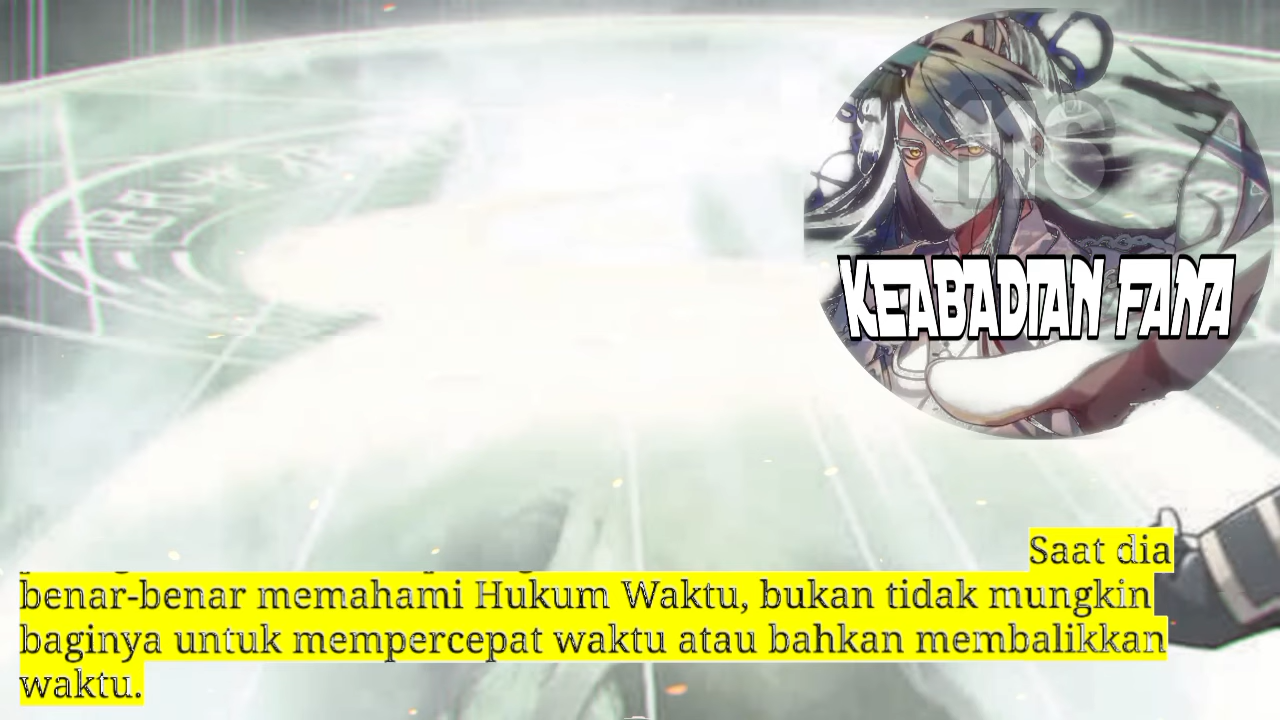 KEABADIAN FANA
Saat dia
benar-benar memahami Hukum Waktu, bukan tidak mungkin
baginya untuk mempercepat waktu atau bahkan membalikkan
waktu.